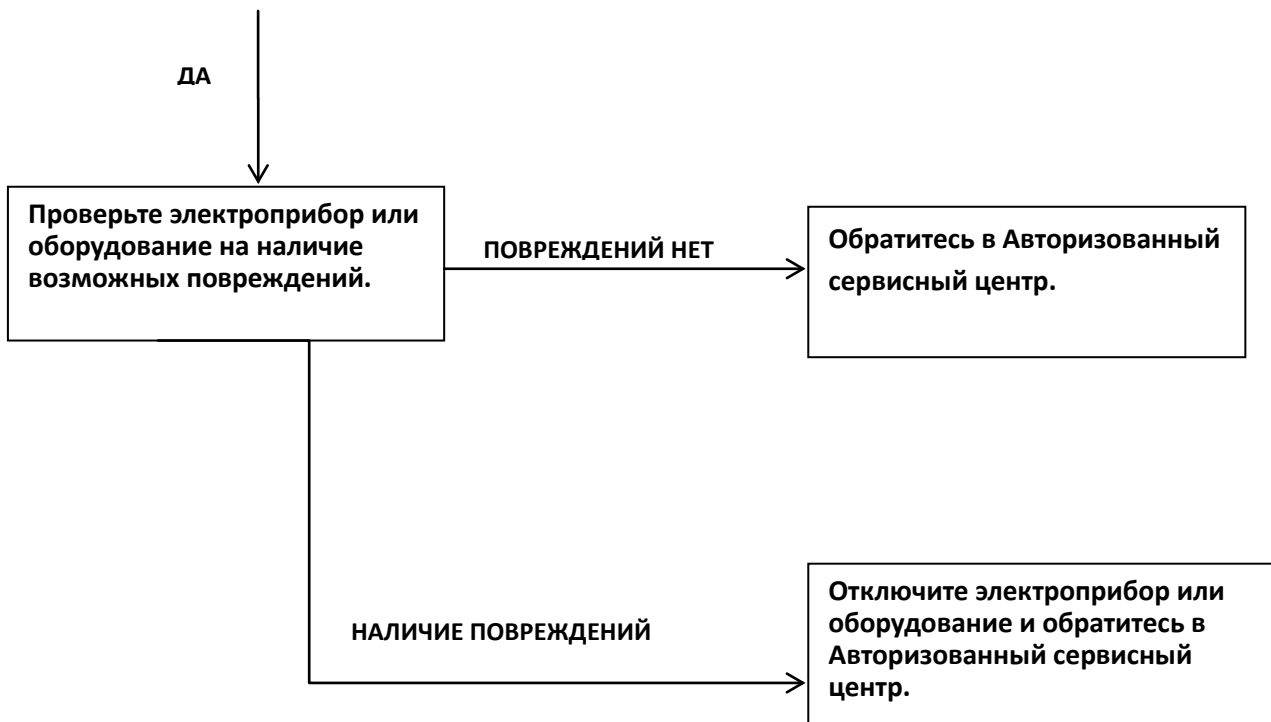 ДА
Проверьте электроприбор или
оборудование на наличие
возможных повреждений.
ПОВРЕЖДЕНИЙ НЕТ
Обратитесь в Авторизованный
сервисный центр.
НАЛИЧИЕ ПОВРЕЖДЕНИЙ
Отключите электроприбор или
оборудование и обратитесь в
Авторизованный сервисный
центр.